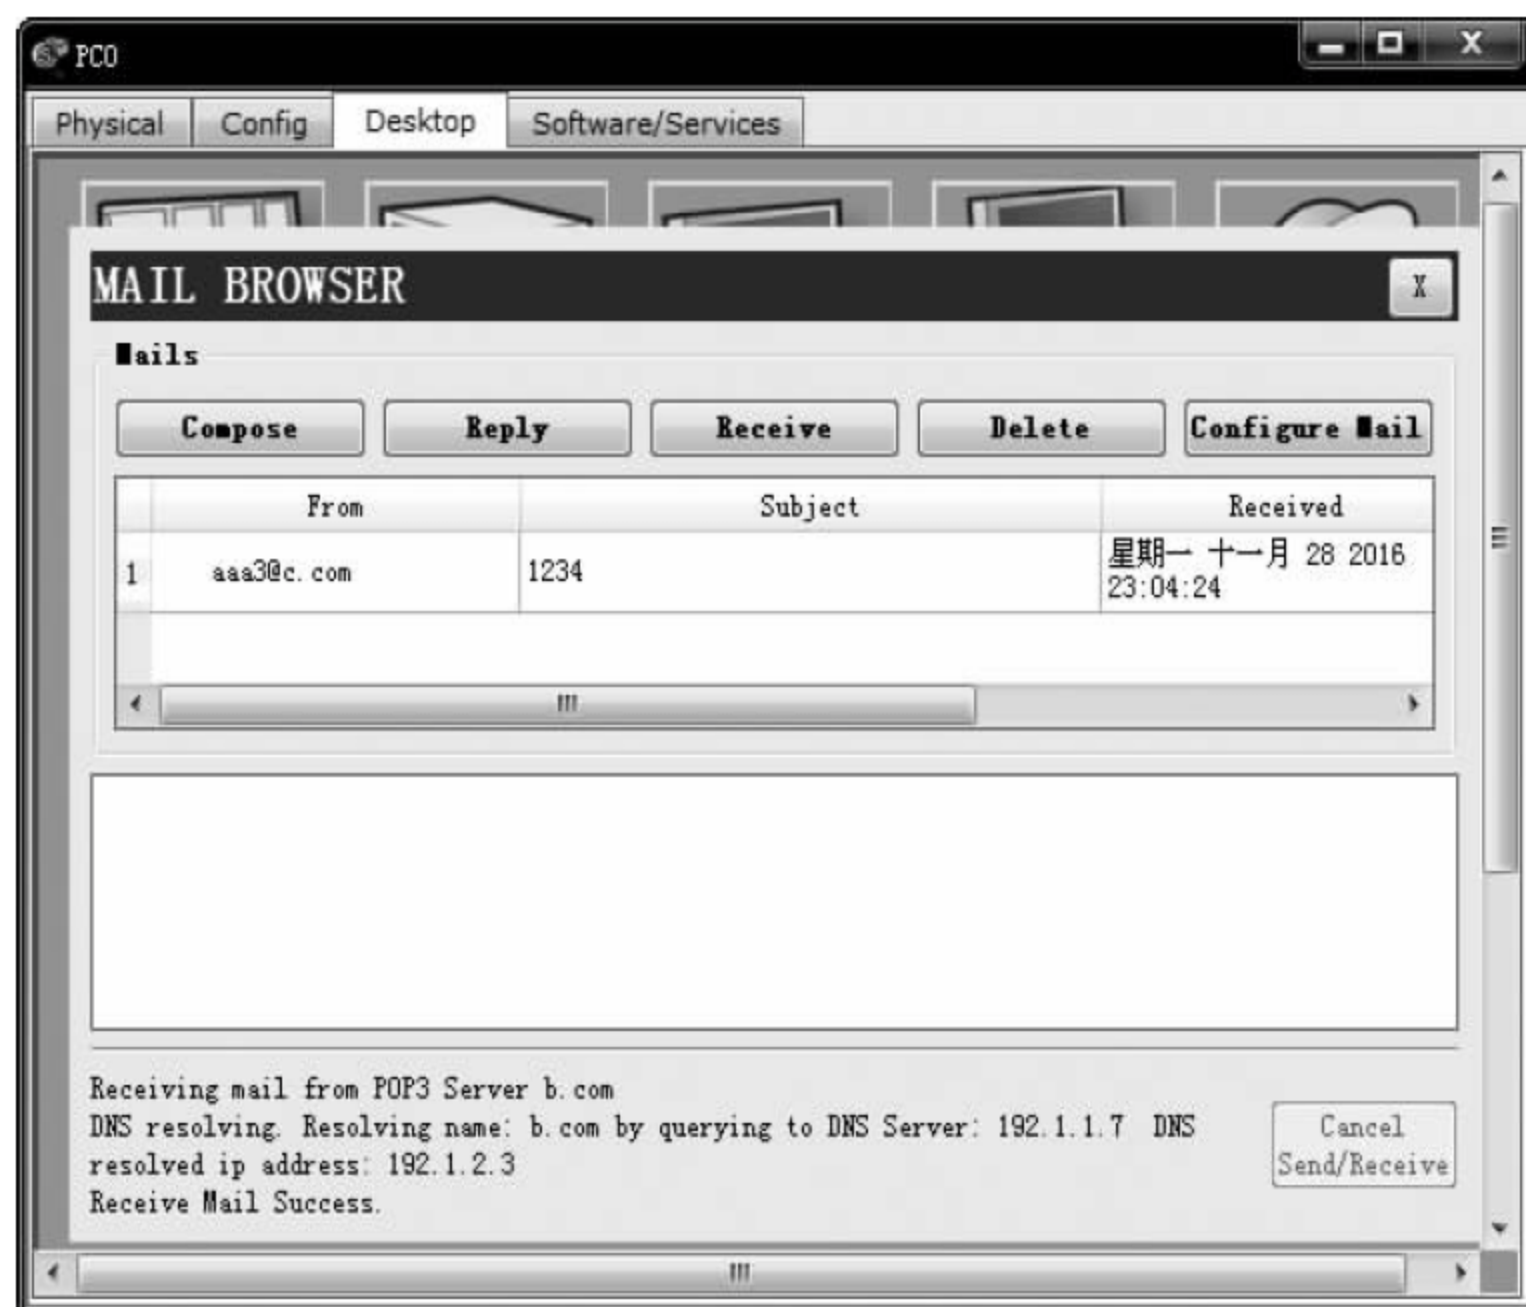 PC0
X
Physical Config Desktop Software/Services
MAIL BROWSER
X
Mails
Compose Reply Receive Delete Configure Mail
From Subject Received
1 aaa3@c.com 1234 星期一 十一月 28 2016
23:04:24
Receiving mail from POP3 Server b.com
DNS resolving. Resolving name: b.com by querying to DNS Server: 192.1.1.7 DNS
resolved ip address: 192.1.2.3
Receive Mail Success.
Cancel
Send/Receive